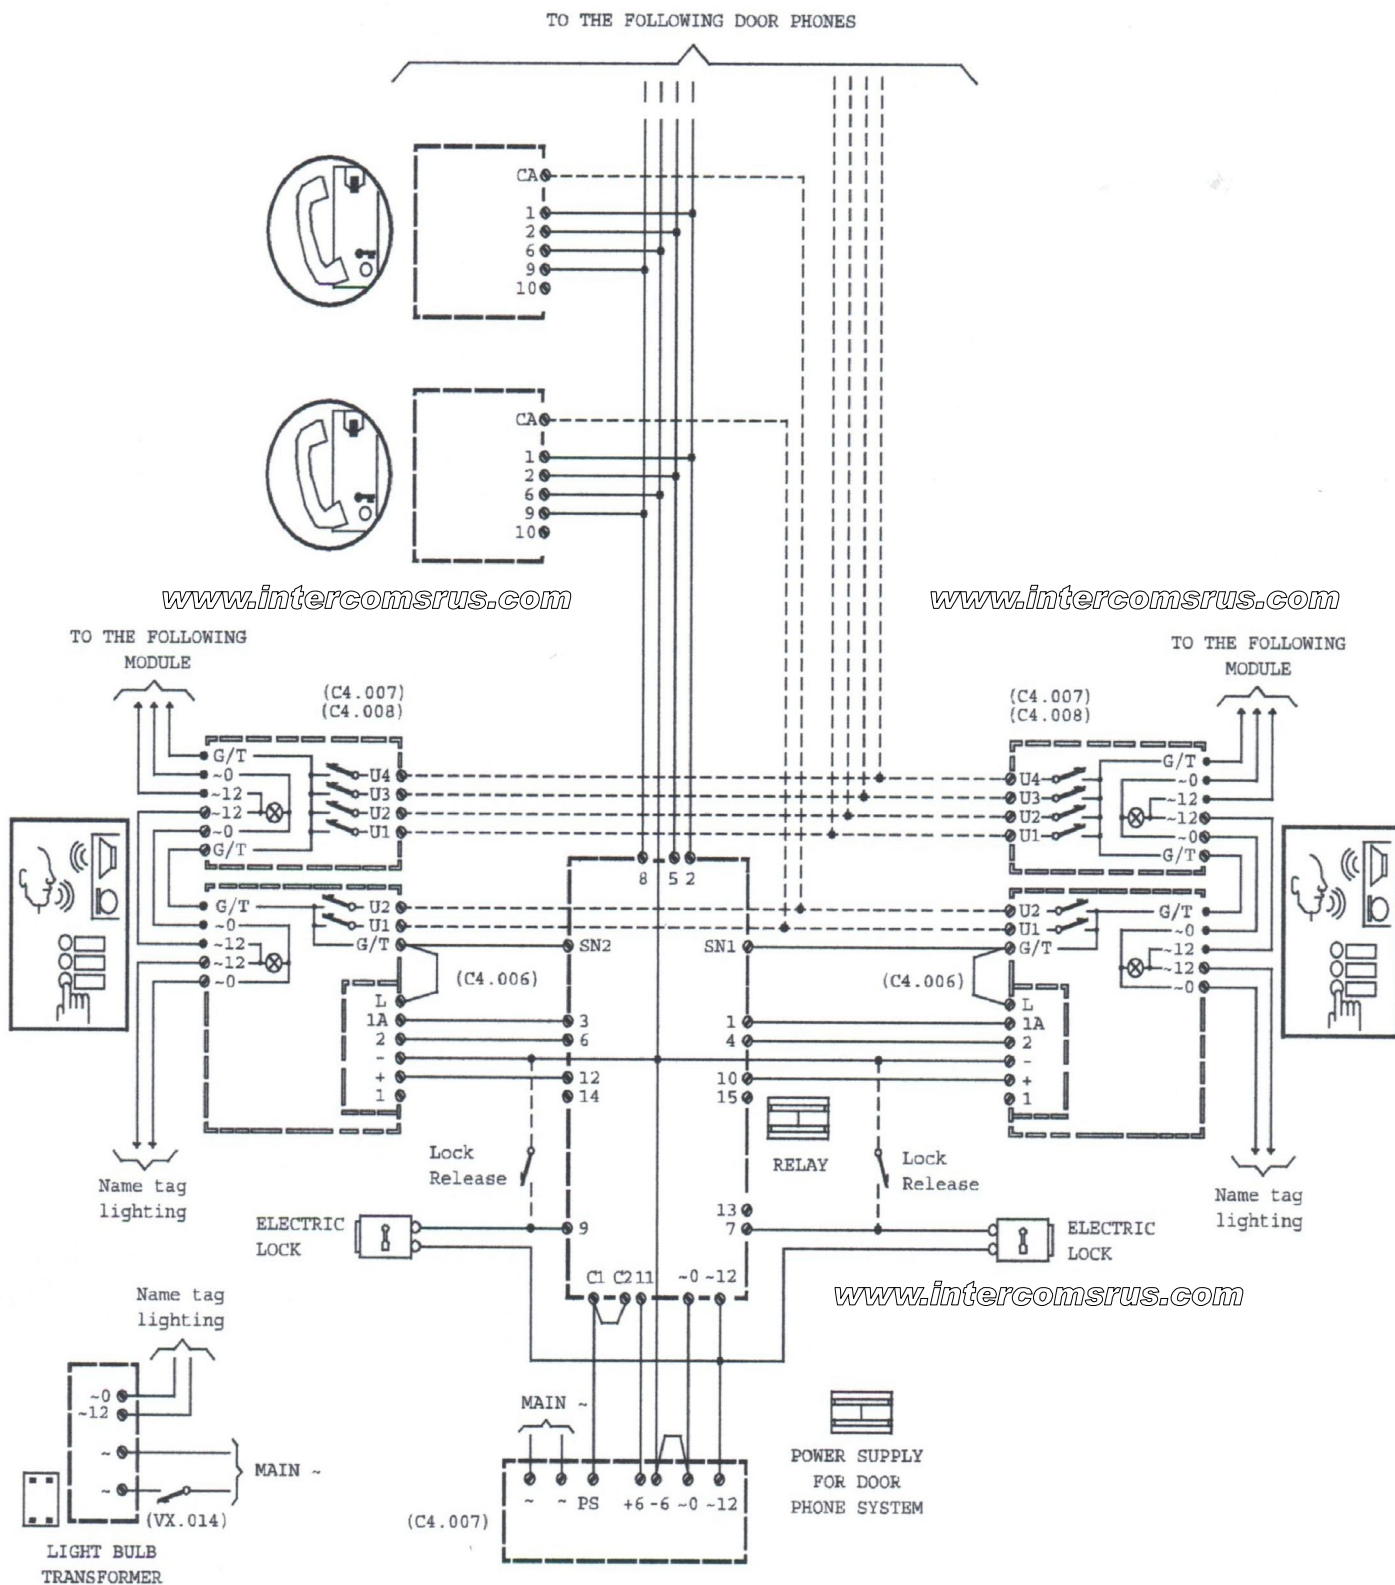 TO THE FOLLOWING DOOR PHONES
CA
1
2
6
9
10
CA
1
2
6
9
10
www.intercomsrus.com
www.intercomsrus.com
TO THE FOLLOWING
MODULE
(C4.007)
(C4.008)
G/T
~0
~12
~12
~0
G/T
U4
U3
U2
U1
G/T
~0
~12
~12
~0
U2
U1
G/T
(C4.006)
L
1A
2
-
+
1
Name tag
lighting
TO THE FOLLOWING
MODULE
(C4.007)
(C4.008)
U4
U3
U2
U1
G/T
~0
~12
~12
~0
G/T
U2
U1
G/T
G/T
~0
~12
~12
~0
(C4.006)
L
1A
2
-
+
1
Name tag
lighting
8 5 2
SN2 SN1
3 1
6 4
12 10
14 15
13
9 7
C1 C2 11 ~0 ~12
RELAY
Lock
Release
Lock
Release
ELECTRIC
LOCK
ELECTRIC
LOCK
www.intercomsrus.com
Name tag
lighting
~0
~12
~
~
MAIN ~
(VX.014)
LIGHT BULB
TRANSFORMER
MAIN ~
~ ~ PS +6 -6 ~0 ~12
(C4.007)
POWER SUPPLY
FOR DOOR
PHONE SYSTEM